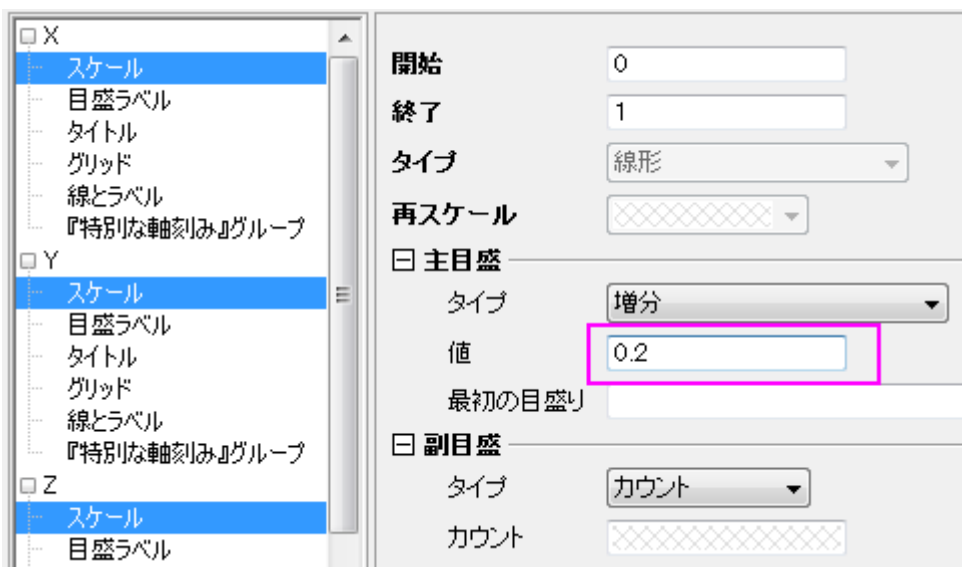 X
スケール
目盛ラベル
タイトル
グリッド
線とラベル
『特別な軸刻み』グループ
Y
スケール
目盛ラベル
タイトル
グリッド
線とラベル
『特別な軸刻み』グループ
Z
スケール
目盛ラベル
開始 0
終了 1
タイプ 線形
再スケール
主目盛
タイプ 増分
値 0.2
最初の目盛り
副目盛
タイプ カウント
カウント